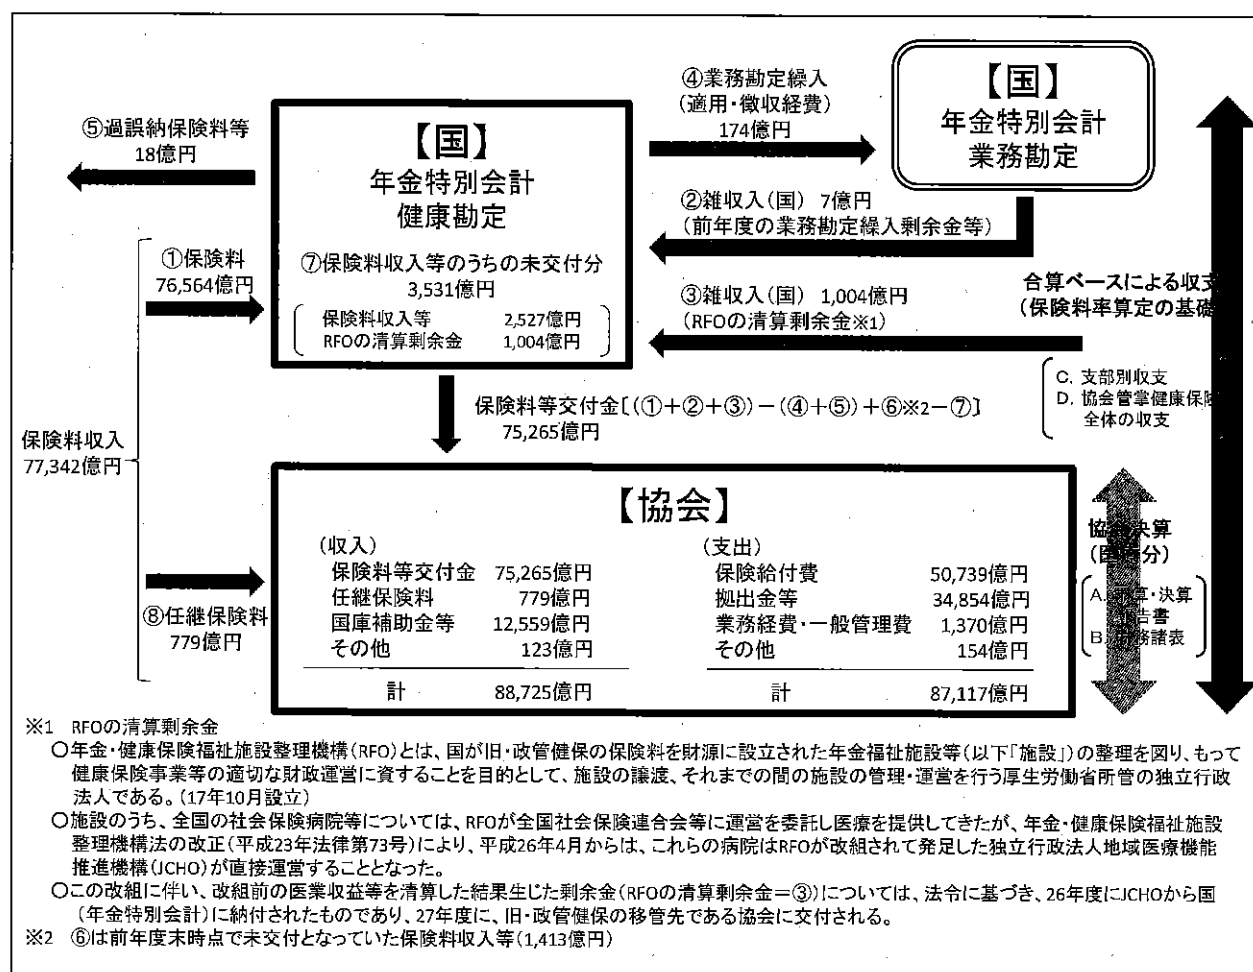 ⑤過誤納保険料等
18億円
【国】
年金特別会計
健康勘定
⑦保険料収入等のうちの未交付分
3,531億円
保険料収入等 2,527億円
RFOの清算剰余金 1,004億円
④業務勘定繰入
(適用・徴収経費)
174億円
【国】
年金特別会計
業務勘定
②雑収入(国) 7億円
(前年度の業務勘定繰入剰余金等)
③雑収入(国) 1,004億円
(RFOの清算剰余金※1)
合算ベースによる収支
(保険料率算定の基礎
C. 支部別収支
D. 協会管掌健康保険
全体の収支
①保険料
76,564億円
保険料収入
77,342億円
保険料等交付金〔(①+②+③)-(④+⑤)+⑥※2-⑦〕
75,265億円
⑧任継保険料
779億円
【協会】
(収入)
保険料等交付金 75,265億円
任継保険料 779億円
国庫補助金等 12,559億円
その他 123億円
計 88,725億円
(支出)
保険給付費 50,739億円
拠出金等 34,854億円
業務経費・一般管理費 1,370億円
その他 154億円
計 87,117億円
協会決算
(医療分)
A. 算・決算
告書
B. 務諸表
※1 RFOの清算剰余金
○年金・健康保険福祉施設整理機構(RFO)とは、国が旧・政管健保の保険料を財源に設立された年金福祉施設等(以下「施設」)の整理を図り、もって
健康保険事業等の適切な財政運営に資することを目的として、施設の譲渡、それまでの間の施設の管理・運営を行う厚生労働省所管の独立行政
法人である。(17年10月設立)
○施設のうち、全国の社会保険病院等については、RFOが全国社会保険連合会等に運営を委託し医療を提供してきたが、年金・健康保険福祉施設
整理機構法の改正(平成23年法律第73号)により、平成26年4月からは、これらの病院はRFOが改組されて発足した独立行政法人地域医療機能
推進機構(JCHO)が直接運営することとなった。
○この改組に伴い、改組前の医業収益等を清算した結果生じた剰余金(RFOの清算剰余金=③)については、法令に基づき、26年度にJCHOから国
(年金特別会計)に納付されたものであり、27年度に、旧・政管健保の移管先である協会に交付される。
※2 ⑥は前年度末時点で未交付となっていた保険料収入等(1,413億円)